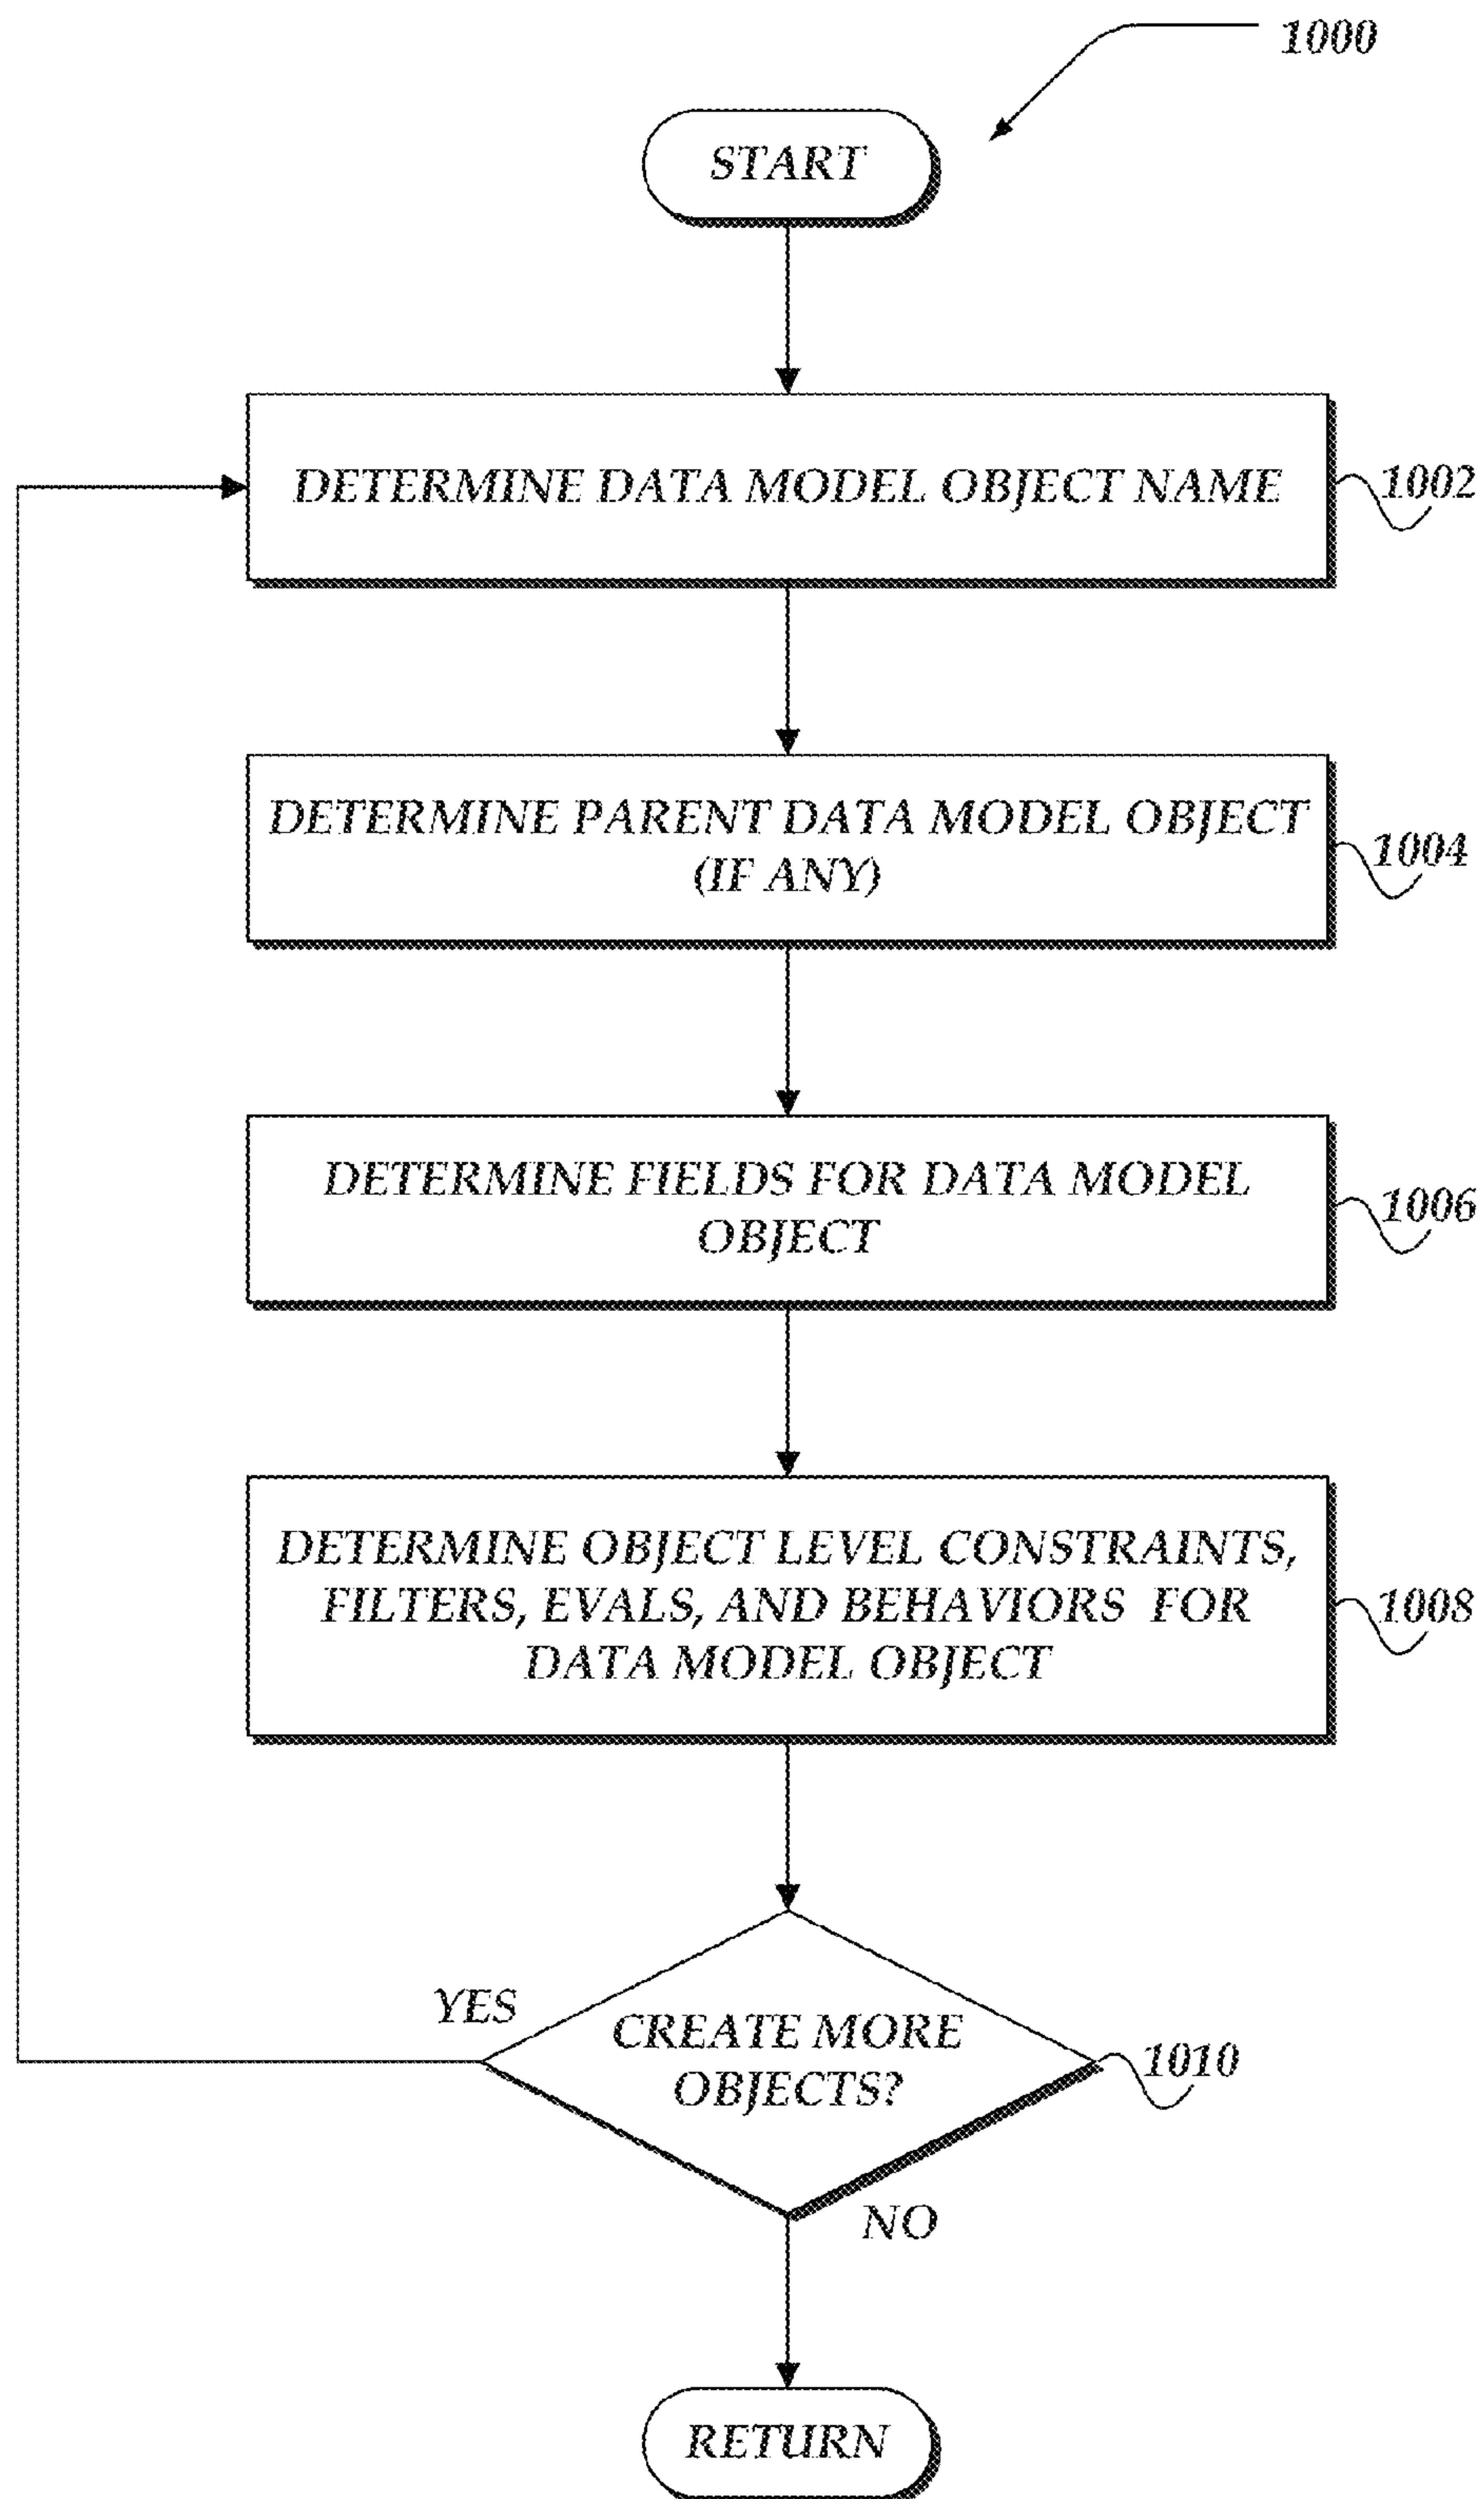 1000
START
DETERMINE DATA MODEL OBJECT NAME
1002
DETERMINE PARENT DATA MODEL OBJECT
(IF ANY)
1004
DETERMINE FIELDS FOR DATA MODEL
OBJECT
1006
DETERMINE OBJECT LEVEL CONSTRAINTS,
FILTERS, EVALS, AND BEHAVIORS FOR
DATA MODEL OBJECT
1008
YES
CREATE MORE
OBJECTS?
1010
NO
RETURN